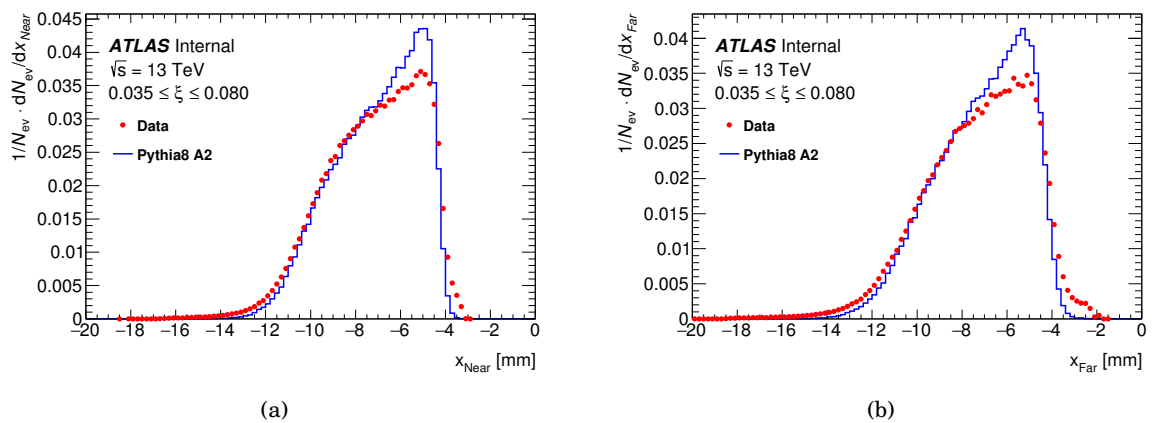 1/N_ev · dN_ev/dx_Near
0.045
0.04
0.035
0.03
0.025
0.02
0.015
0.01
0.005
0
ATLAS Internal
√s = 13 TeV
0.035 ≤ ξ ≤ 0.080
Data
Pythia8 A2
−20 −18 −16 −14 −12 −10 −8 −6 −4 −2 0
x_Near [mm]
(a)
1/N_ev · dN_ev/dx_Far
0.04
0.035
0.03
0.025
0.02
0.015
0.01
0.005
0
ATLAS Internal
√s = 13 TeV
0.035 ≤ ξ ≤ 0.080
Data
Pythia8 A2
−20 −18 −16 −14 −12 −10 −8 −6 −4 −2 0
x_Far [mm]
(b)